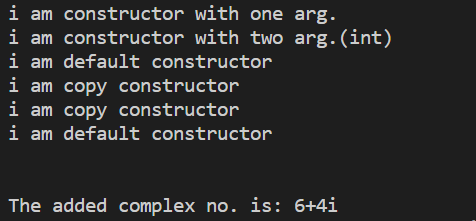 i am constructor with one arg.
i am constructor with two arg.(int)
i am default constructor
i am copy constructor
i am copy constructor
i am default constructor
The added complex no. is: 6+4i